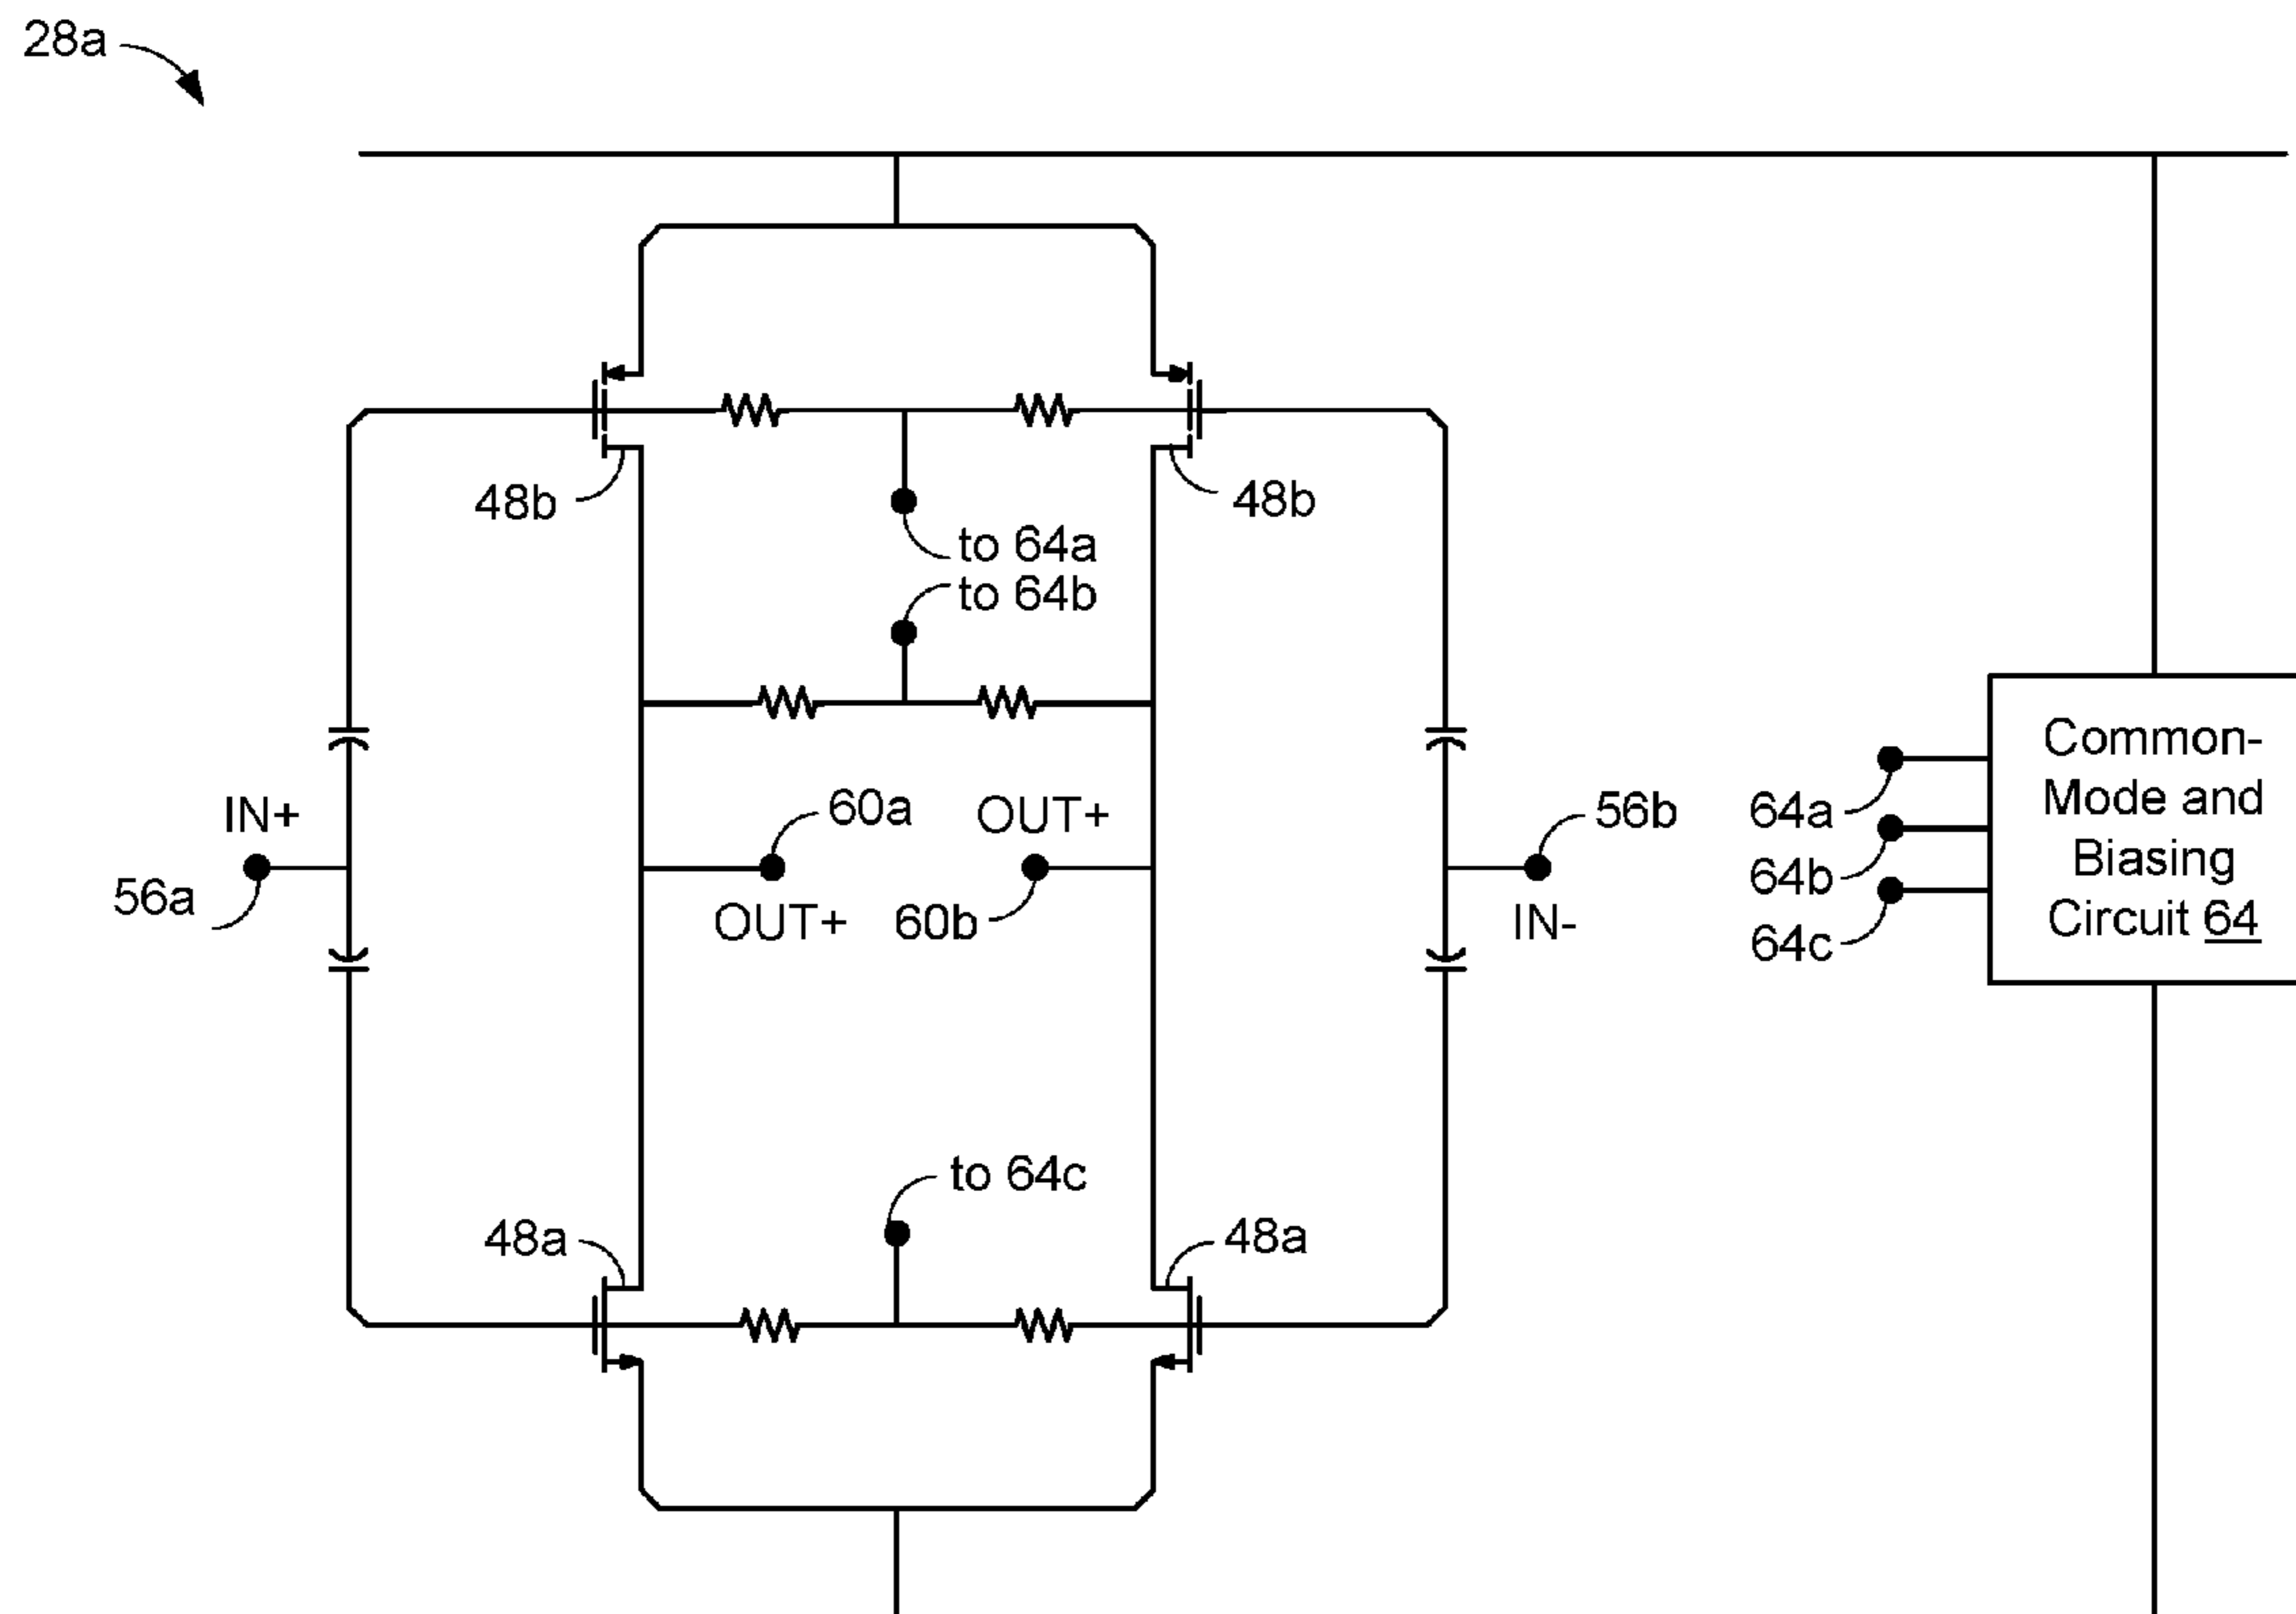 28a
48b
48b
to 64a
to 64b
IN+
60a
OUT+
56b
56a
OUT+
60b
IN-
64a
64b
64c
Common-
Mode and
Biasing
Circuit 64
to 64c
48a
48a